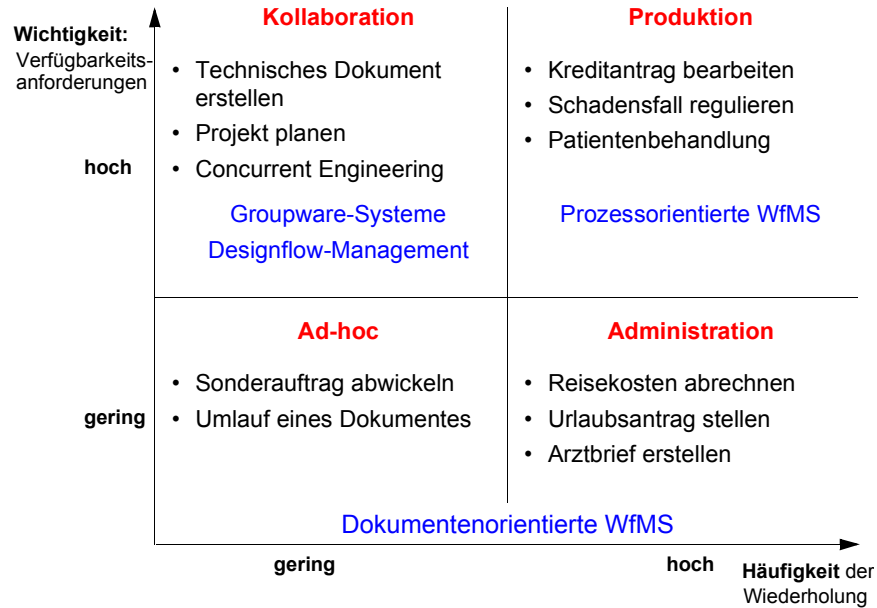 Wichtigkeit:
Verfügbarkeits-
anforderungen
hoch
Kollaboration
• Technisches Dokument
erstellen
• Projekt planen
• Concurrent Engineering
Groupware-Systeme
Designflow-Management
Produktion
• Kreditantrag bearbeiten
• Schadensfall regulieren
• Patientenbehandlung
Prozessorientierte WfMS
gering
Ad-hoc
• Sonderauftrag abwickeln
• Umlauf eines Dokumentes
Administration
• Reisekosten abrechnen
• Urlaubsantrag stellen
• Arztbrief erstellen
Dokumentenorientierte WfMS
gering
hoch
Häufigkeit der
Wiederholung